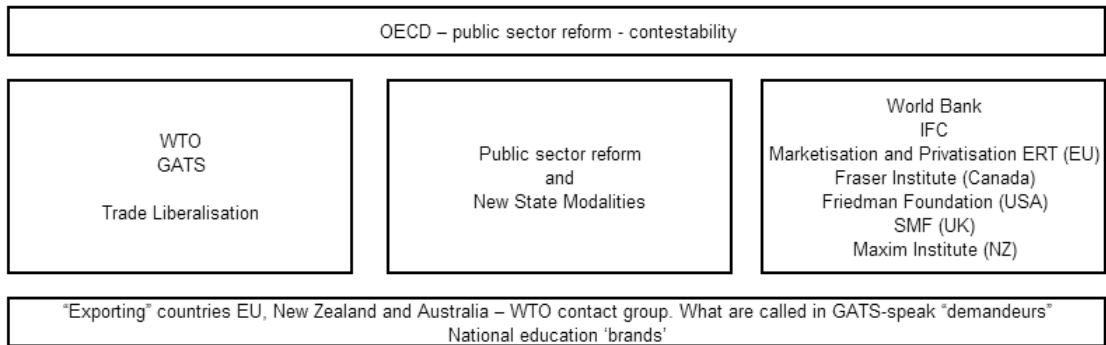 OECD – public sector reform - contestability
WTO
GATS
Trade Liberalisation
Public sector reform
and
New State Modalities
World Bank
IFC
Marketisation and Privatisation ERT (EU)
Fraser Institute (Canada)
Friedman Foundation (USA)
SMF (UK)
Maxim Institute (NZ)
“Exporting” countries EU, New Zealand and Australia – WTO contact group. What are called in GATS-speak “demandeurs”
National education ‘brands’